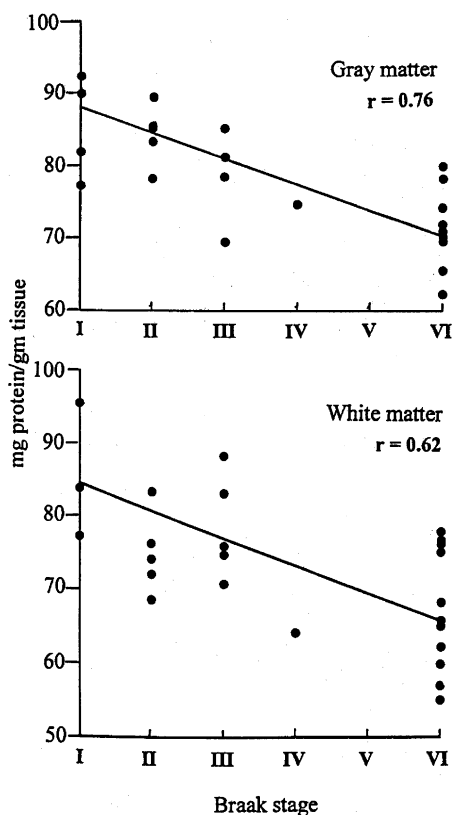 100
Gray matter
r = 0.76
90
80
70
60
I II III IV V VI
mg protein/gm tissue
100
White matter
r = 0.62
90
80
70
60
50
I II III IV V VI
Braak stage